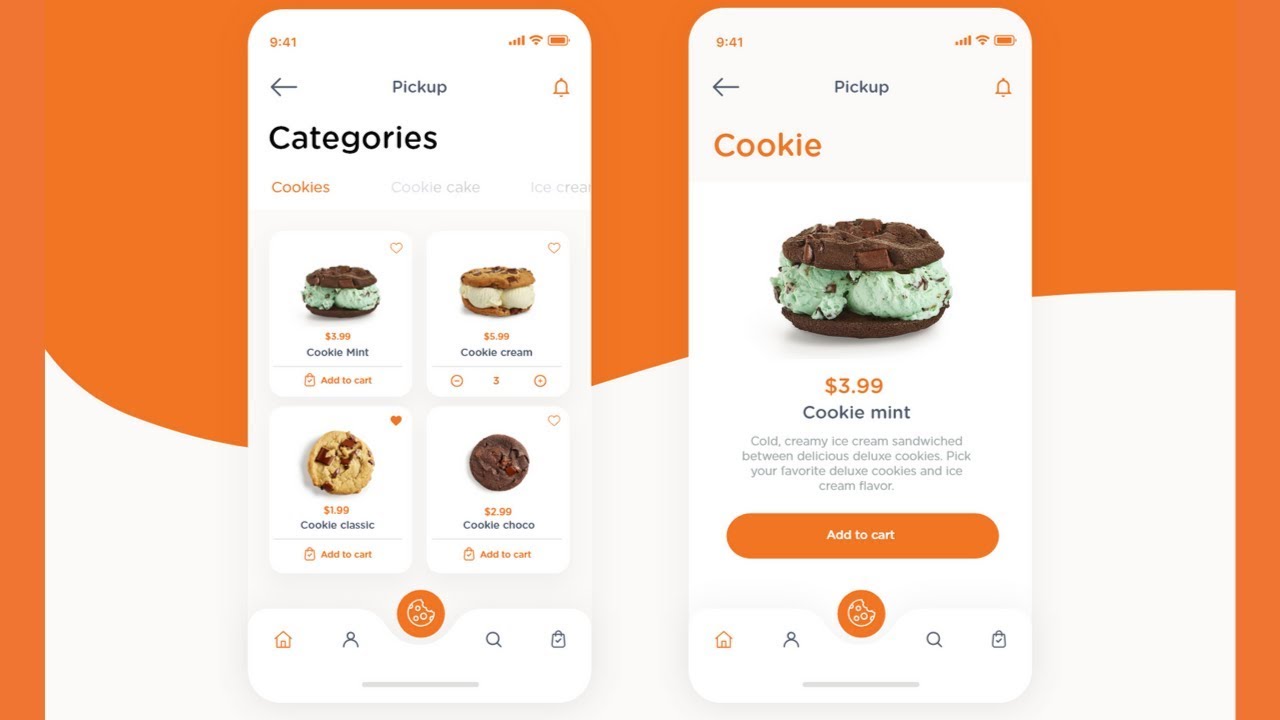 9:41
Pickup
Categories
Cookies Cookie cake Ice crea
$3.99
Cookie Mint
Add to cart
$5.99
Cookie cream
3
$1.99
Cookie classic
Add to cart
$2.99
Cookie choco
Add to cart
9:41
Pickup
Cookie
$3.99
Cookie mint
Cold, creamy ice cream sandwiched
between delicious deluxe cookies. Pick
your favorite deluxe cookies and ice
cream flavor.
Add to cart